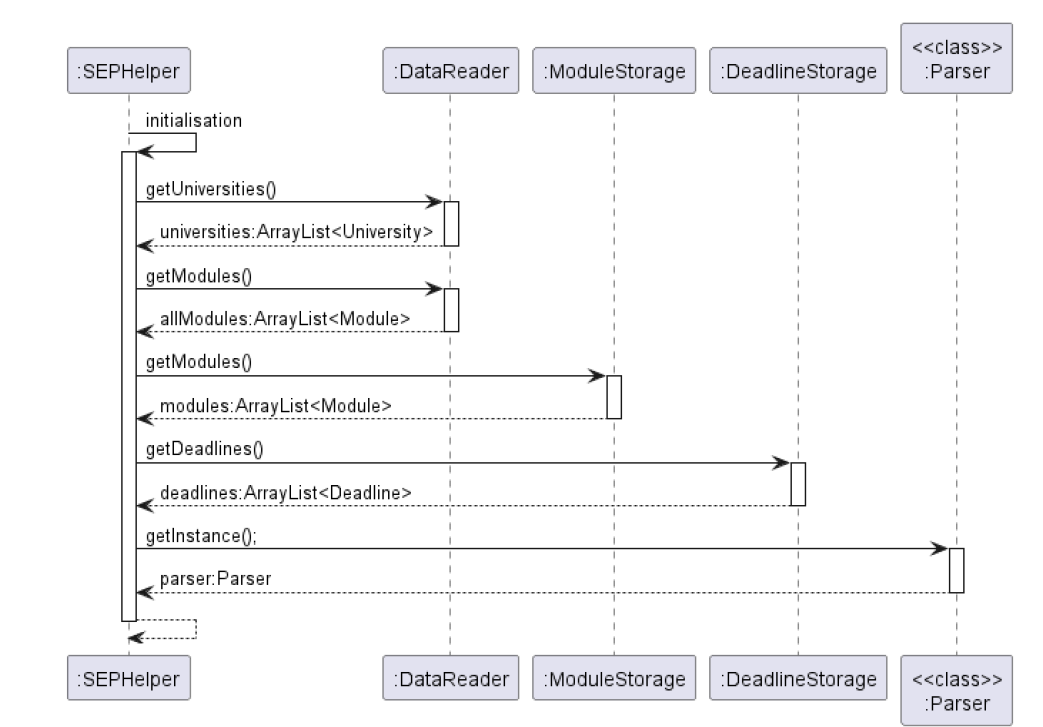 <<class>>
:SEPHelper :DataReader :ModuleStorage :DeadlineStorage :Parser
initialisation
getUniversities()
universities:ArrayList<University>
getModules()
allModules:ArrayList<Module>
getModules()
modules:ArrayList<Module>
getDeadlines()
deadlines:ArrayList<Deadline>
getInstance();
parser:Parser
:SEPHelper :DataReader :ModuleStorage :DeadlineStorage <<class>>
:Parser